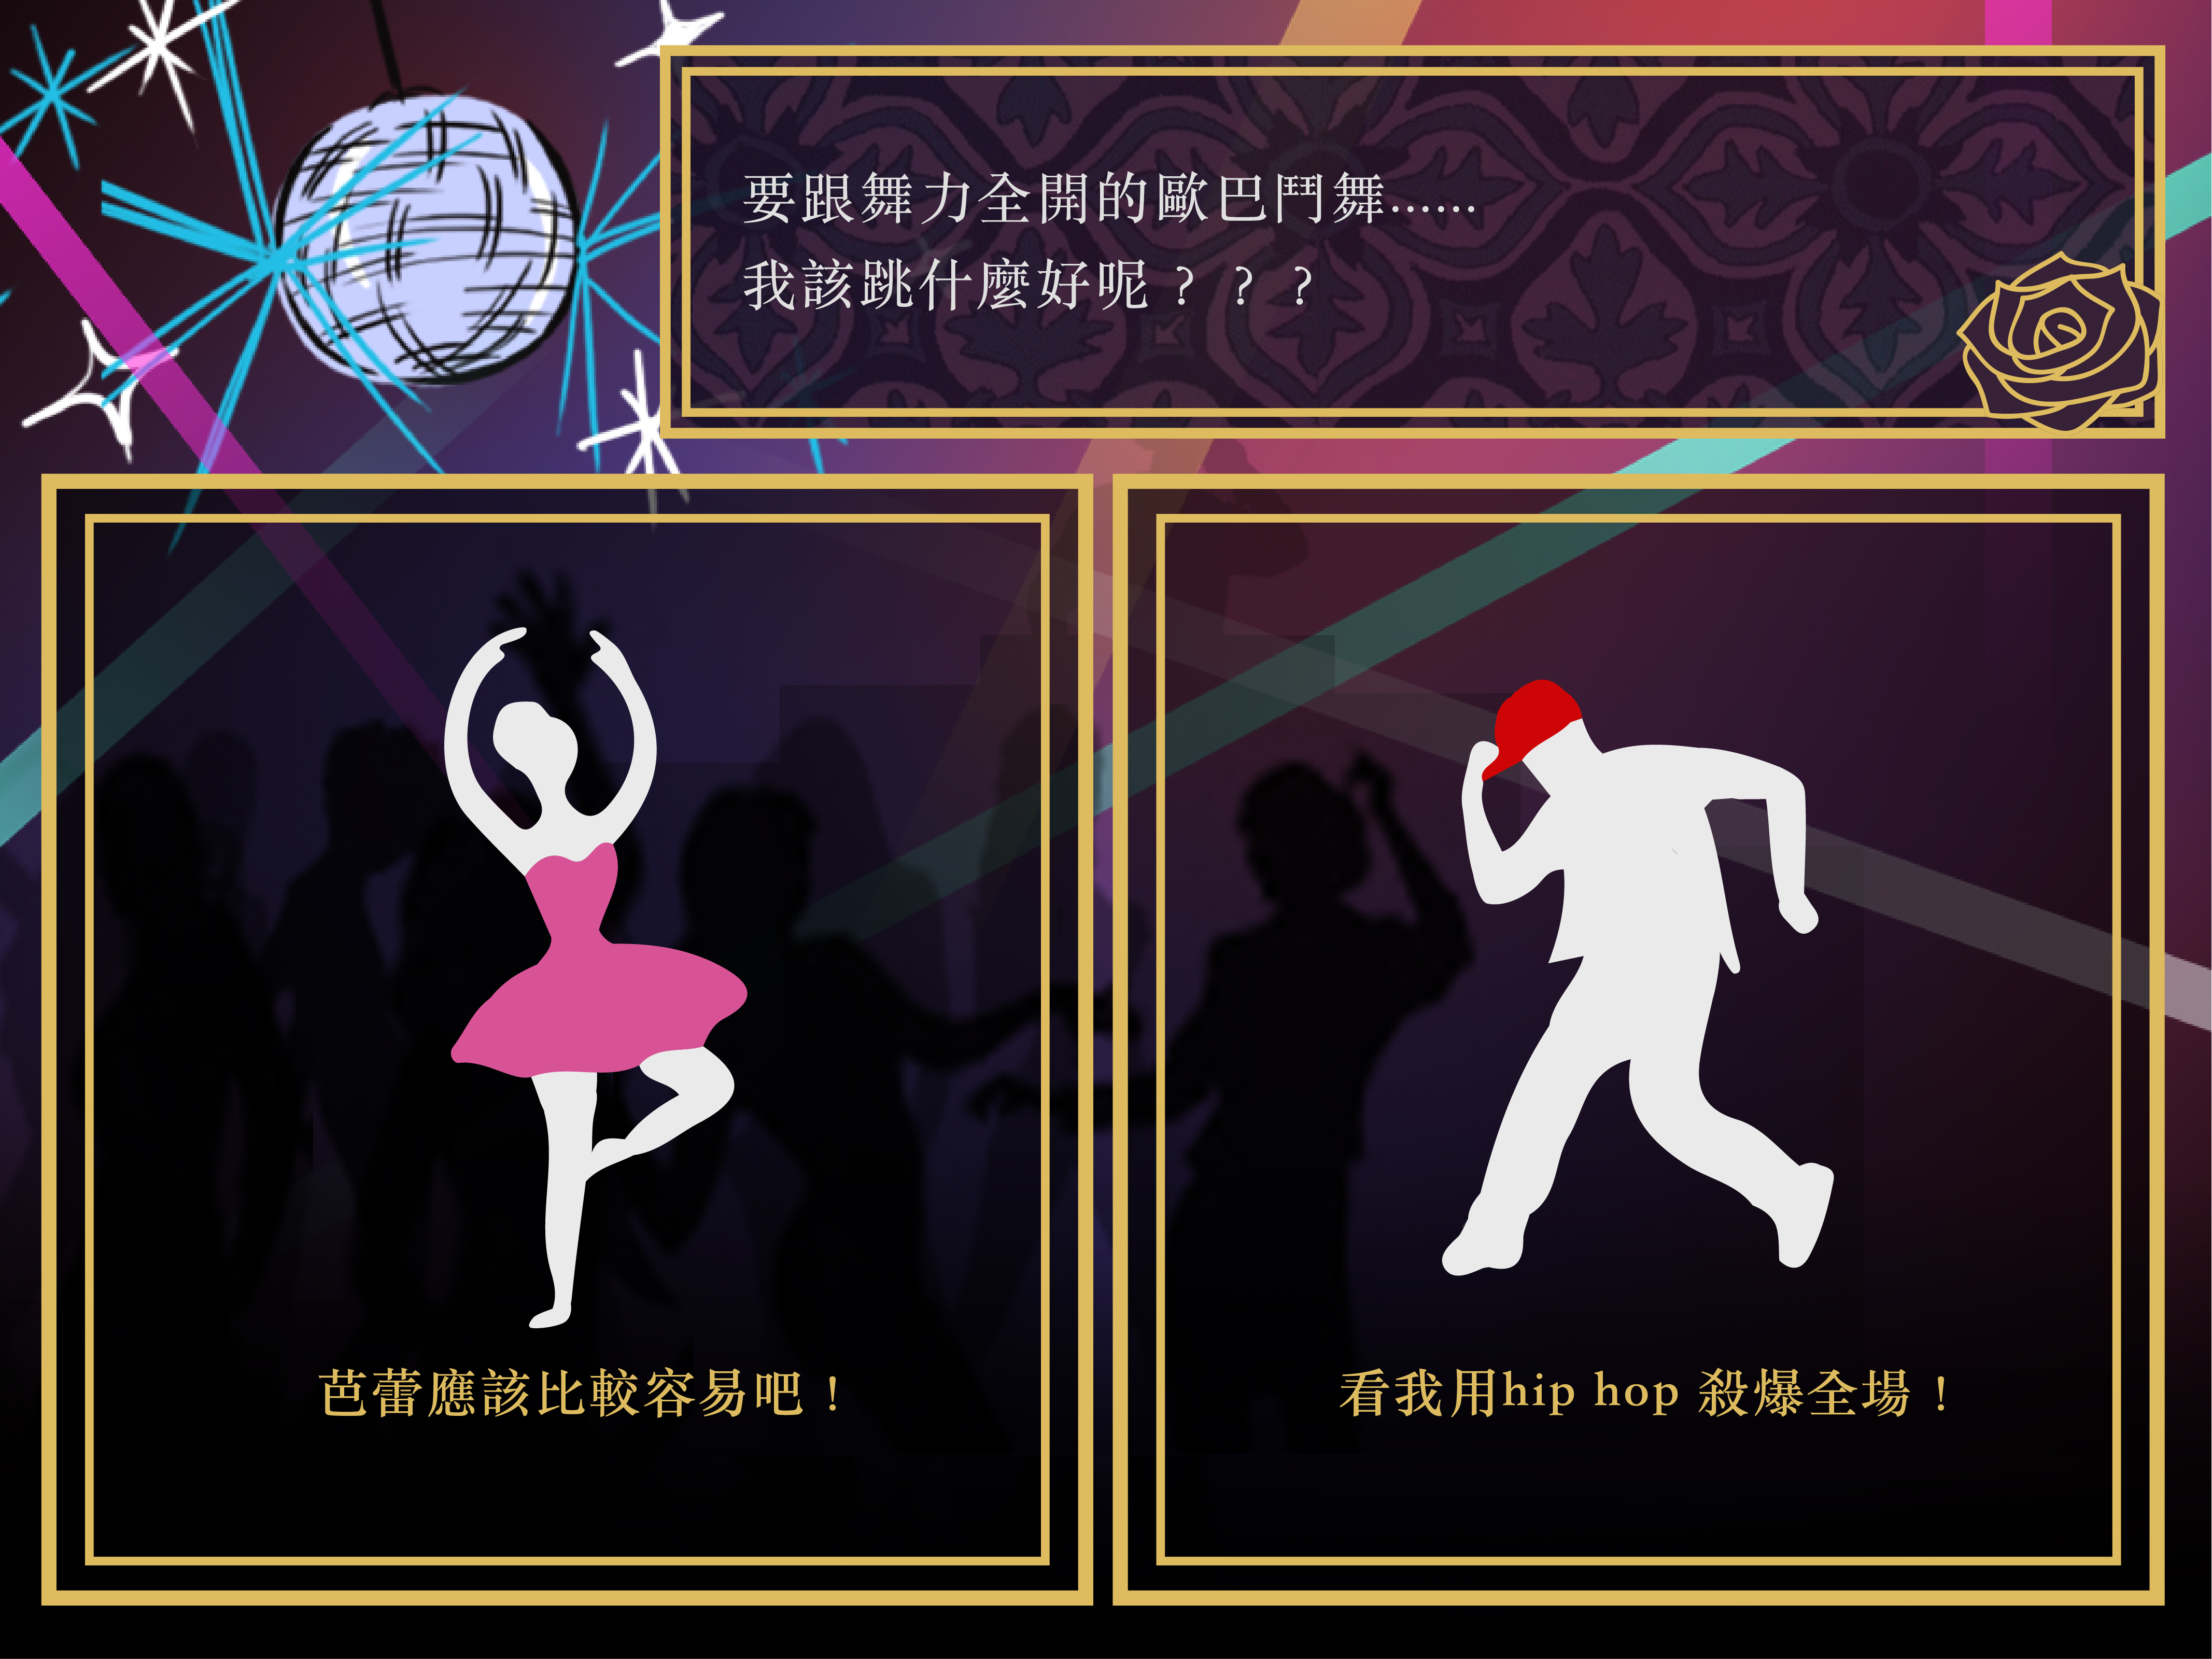 要跟舞力全開的歐巴鬥舞......
我該跳什麼好呢？？？
芭蕾應該比較容易吧！
看我用hip hop 殺爆全場！